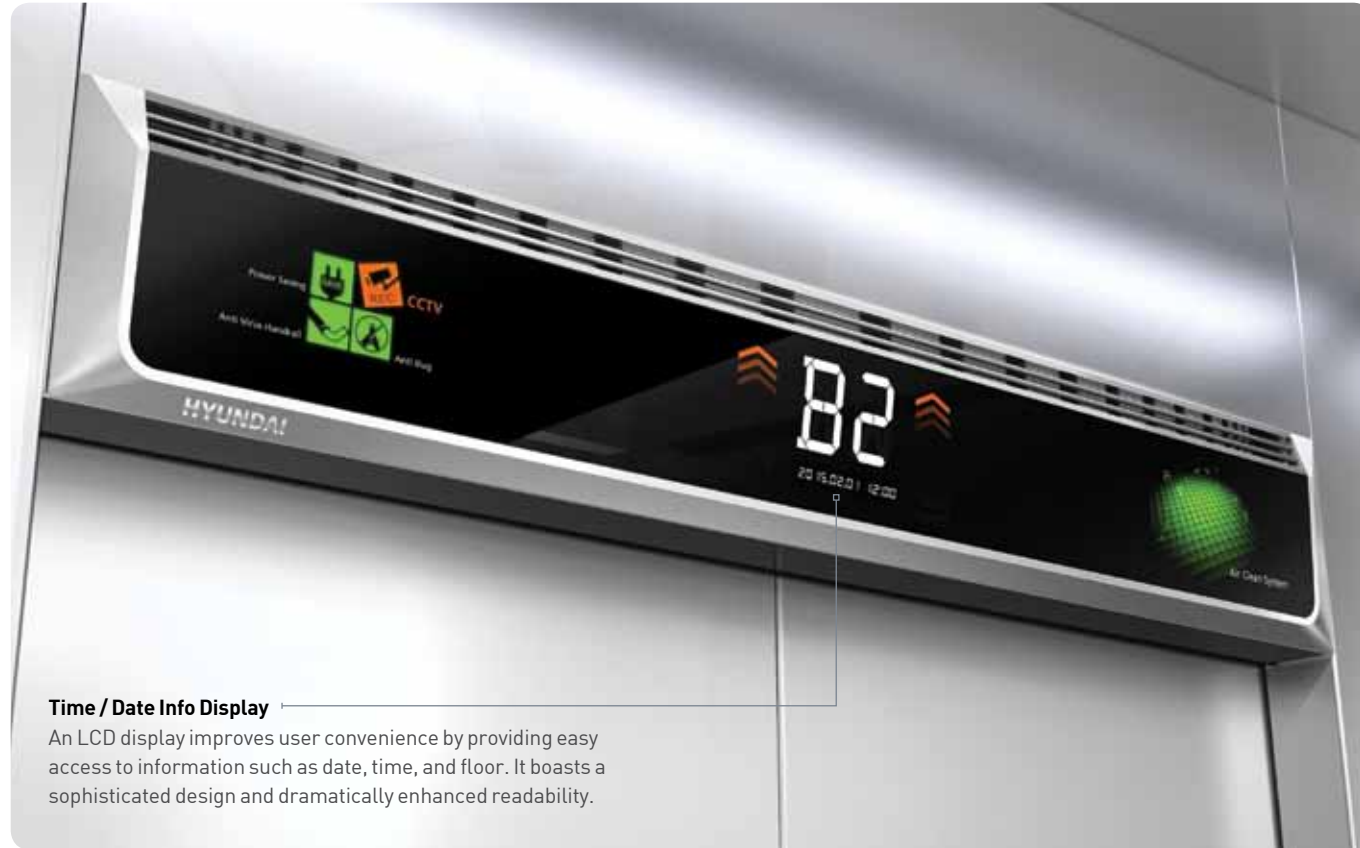 Power Saving
SAVE
REC
CCTV
Anti Virus Handrail
Anti Bug
HYUNDAI
B2
2015.02.01 12:00
Air Clean System
Time / Date Info Display
An LCD display improves user convenience by providing easy
access to information such as date, time, and floor. It boasts a
sophisticated design and dramatically enhanced readability.